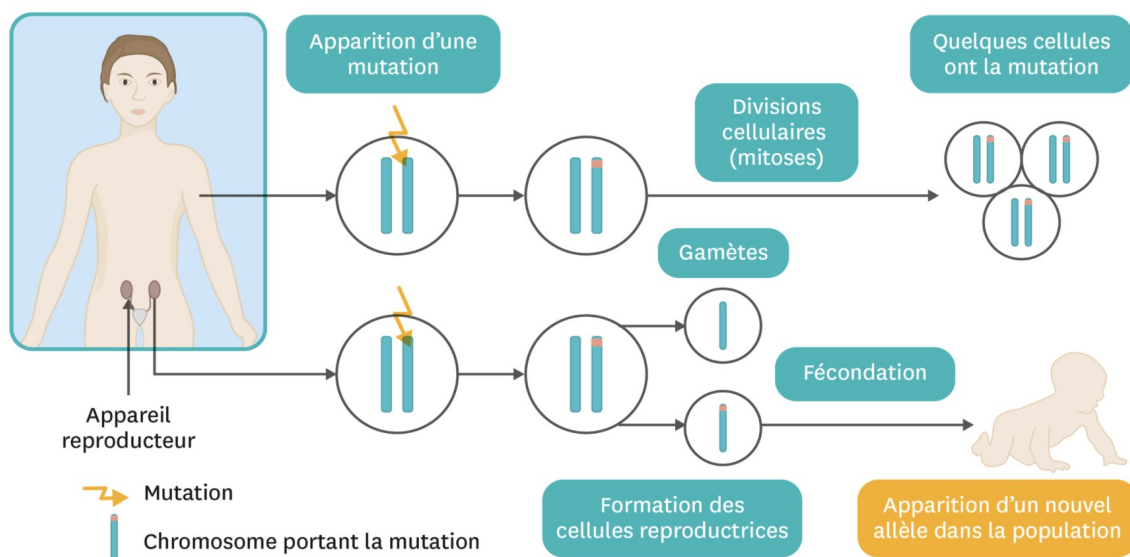 Apparition d'une
mutation
Quelques cellules
ont la mutation
Divisions
cellulaires
(mitoses)
Gamètes
Fécondation
Appareil
reproducteur
Mutation
Chromosome portant la mutation
Formation des
cellules reproductrices
Apparition d'un nouvel
allèle dans la population